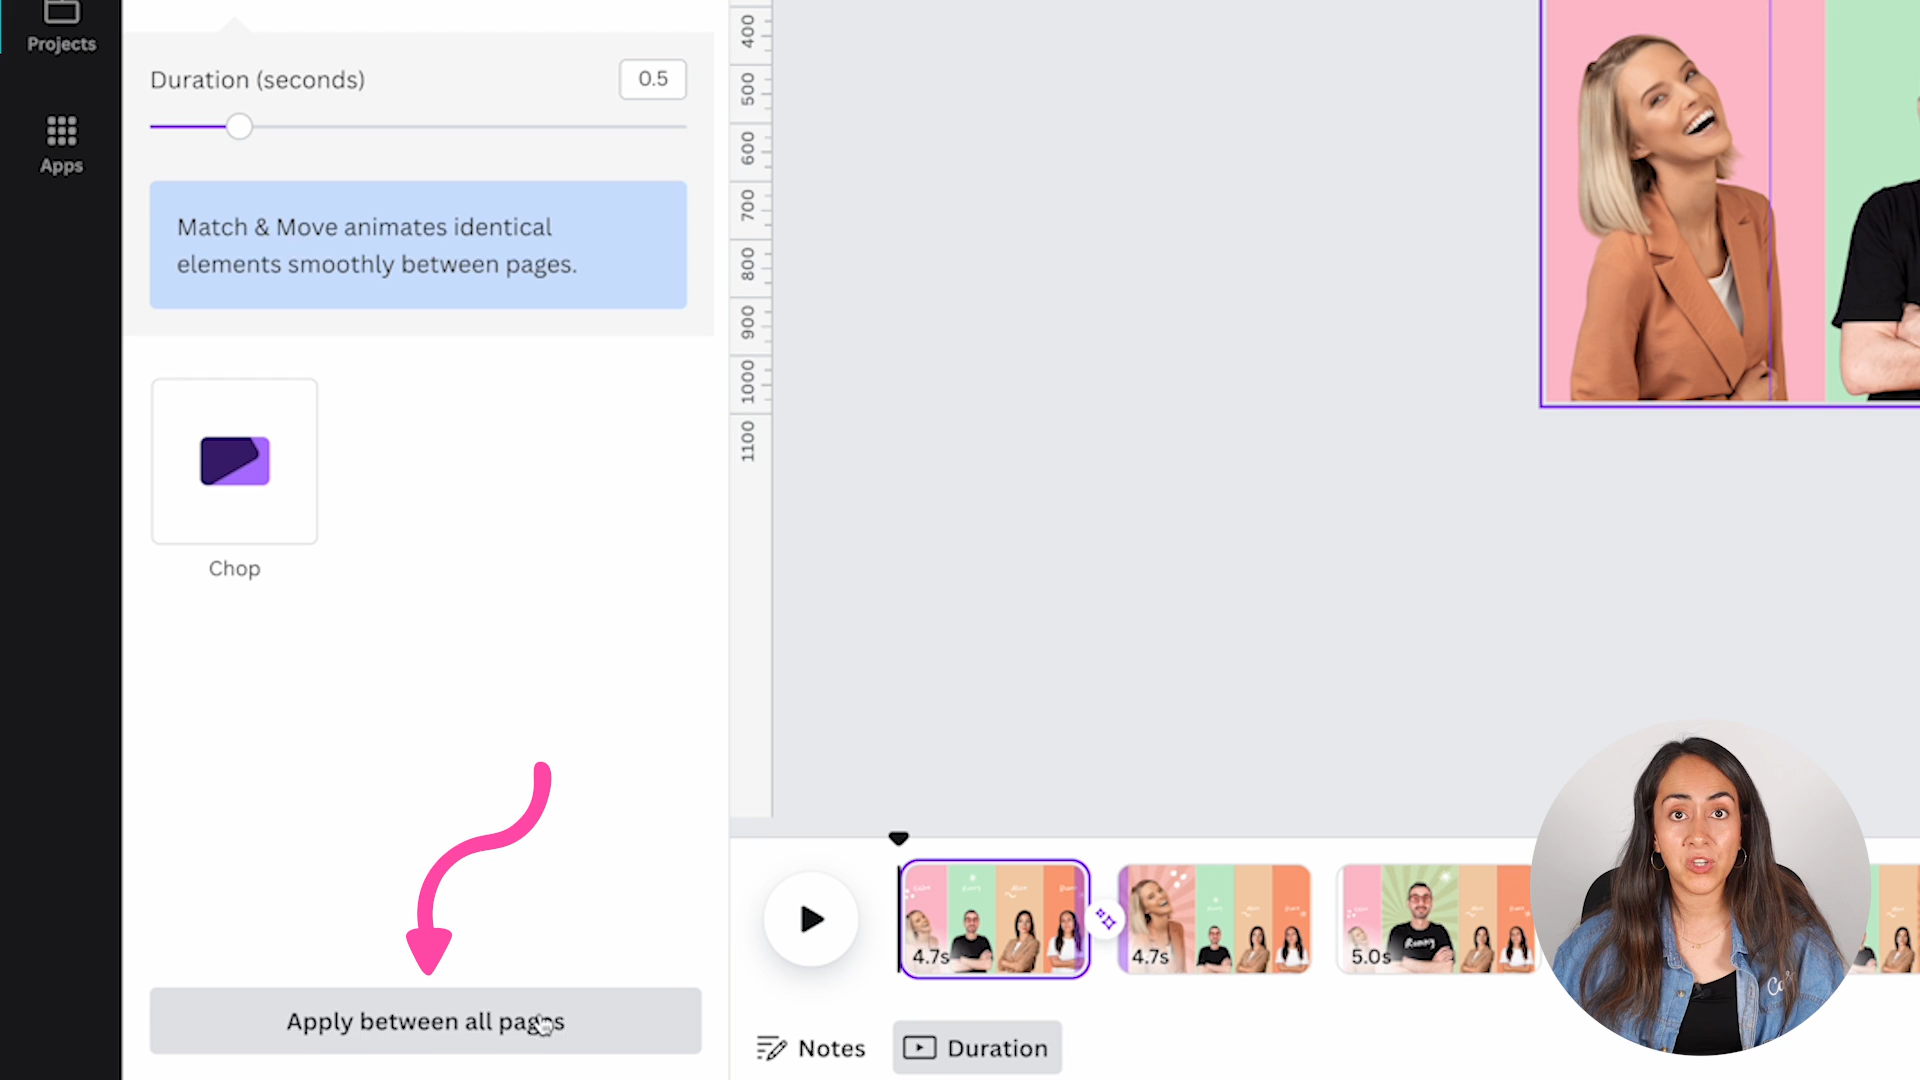 Projects
Apps
Duration (seconds)
0.5
Match & Move animates identical
elements smoothly between pages.
Chop
Apply between all pages
400
500
600
700
800
900
1000
1100
4.7s
4.7s
5.0s
Notes
Duration